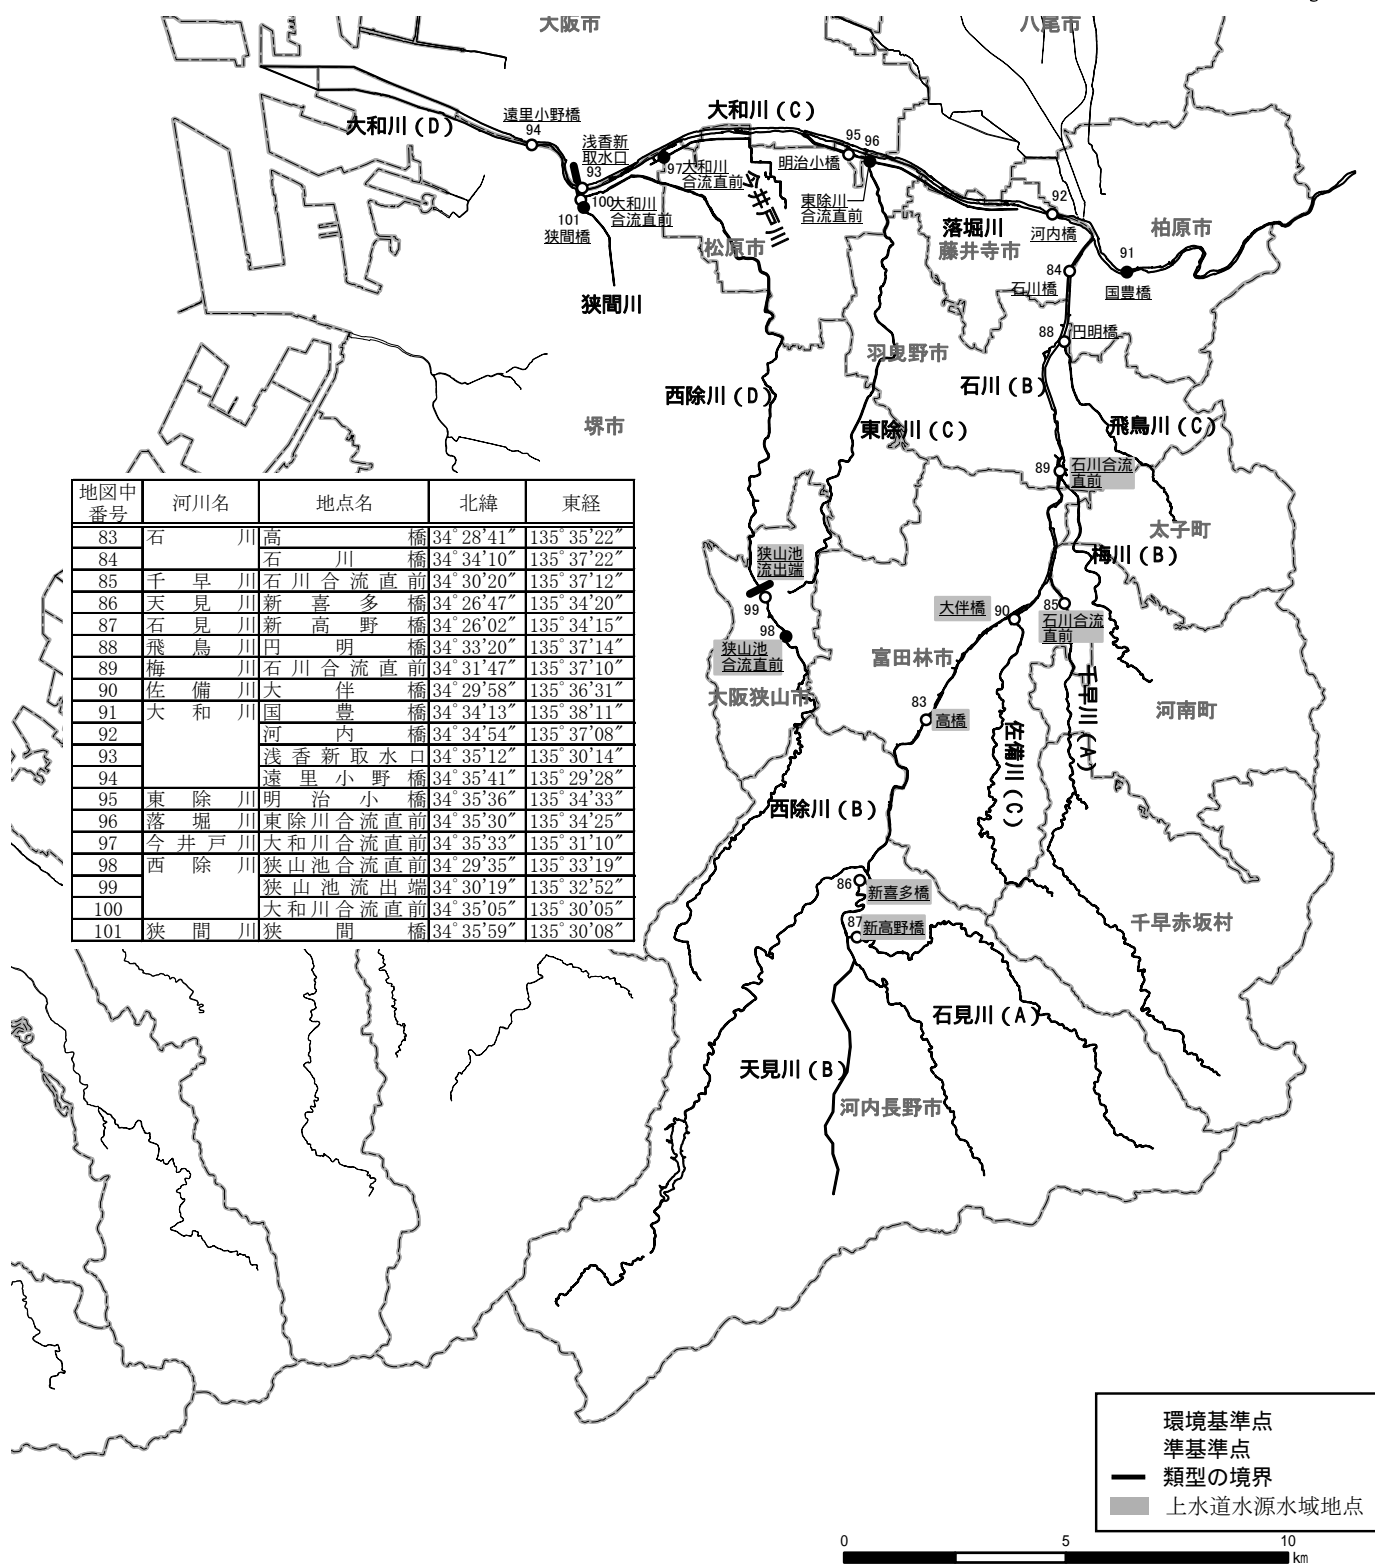 大阪市
八尾市
大和川(C)
大和川(D)
遠里小野橋
94
浅香新
取水口
93
97
大和川
合流直前
今井戸川
95
96
明治小橋
東除川
合流直前
100
大和川
合流直前
101
狭間橋
狭間川
松原市
落堀川
藤井寺市
92
河内橋
柏原市
91
国豊橋
84
石川橋
88
円明橋
羽曳野市
石川(B)
西除川(D)
東除川(C)
飛鳥川(C)
堺市
89
石川合流
直前
太子町
梅川(B)
狭山池
流出端
99
98
狭山池
合流直前
大阪狭山市
大伴橋
90
85
石川合流
直前
富田林市
千早川(A)
河南町
83
高橋
佐備川(C)
西除川(B)
86
新喜多橋
87
新高野橋
千早赤坂村
石見川(A)
天見川(B)
河内長野市
地図中
番号 河川名 地点名 北緯 東経
83 石川 高橋 34°28'41″ 135°35'22″
84 石川橋 34°34'10″ 135°37'22″
85 千早川 石川合流直前 34°30'20″ 135°37'12″
86 天見川 新喜多橋 34°26'47″ 135°34'20″
87 石見川 新高野橋 34°26'02″ 135°34'15″
88 飛鳥川 円明橋 34°33'20″ 135°37'14″
89 梅川 石川合流直前 34°31'47″ 135°37'10″
90 佐備川 大伴橋 34°29'58″ 135°36'31″
91 大和川 国豊橋 34°34'13″ 135°38'11″
92 河内橋 34°34'54″ 135°37'08″
93 浅香新取水口 34°35'12″ 135°30'14″
94 遠里小野橋 34°35'41″ 135°29'28″
95 東除川 明治小橋 34°35'36″ 135°34'33″
96 落堀川 東除川合流直前 34°35'30″ 135°34'25″
97 今井戸川 大和川合流直前 34°35'33″ 135°31'10″
98 西除川 狭山池合流直前 34°29'35″ 135°33'19″
99 狭山池流出端 34°30'19″ 135°32'52″
100 大和川合流直前 34°35'05″ 135°30'05″
101 狭間川 狭間橋 34°35'59″ 135°30'08″
環境基準点
準基準点
類型の境界
上水道水源水域地点
0 5 10
km